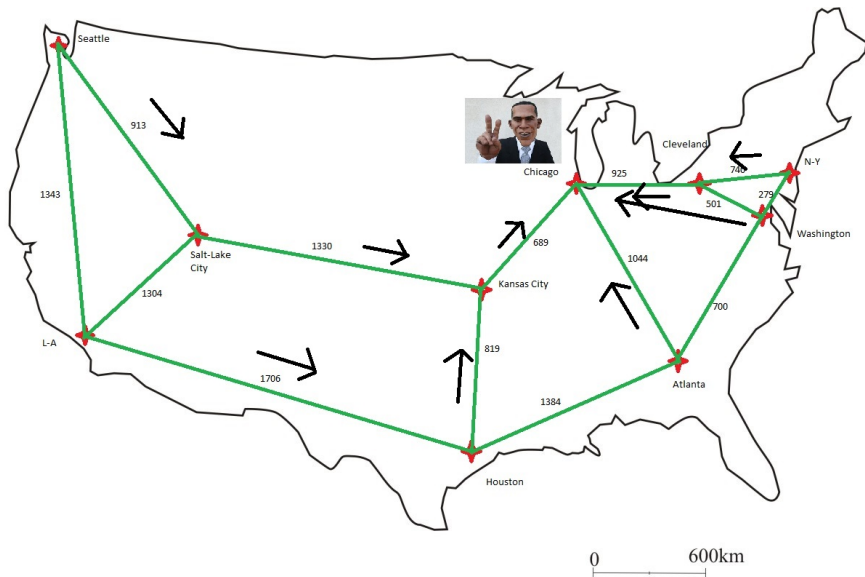 Seattle
913
Cleveland
N-Y
Chicago
925
740
1343
501
279
Washington
Salt-Lake
City
1330
689
1044
Kansas City
1304
700
L-A
819
1706
Atlanta
1384
Houston
0
600km